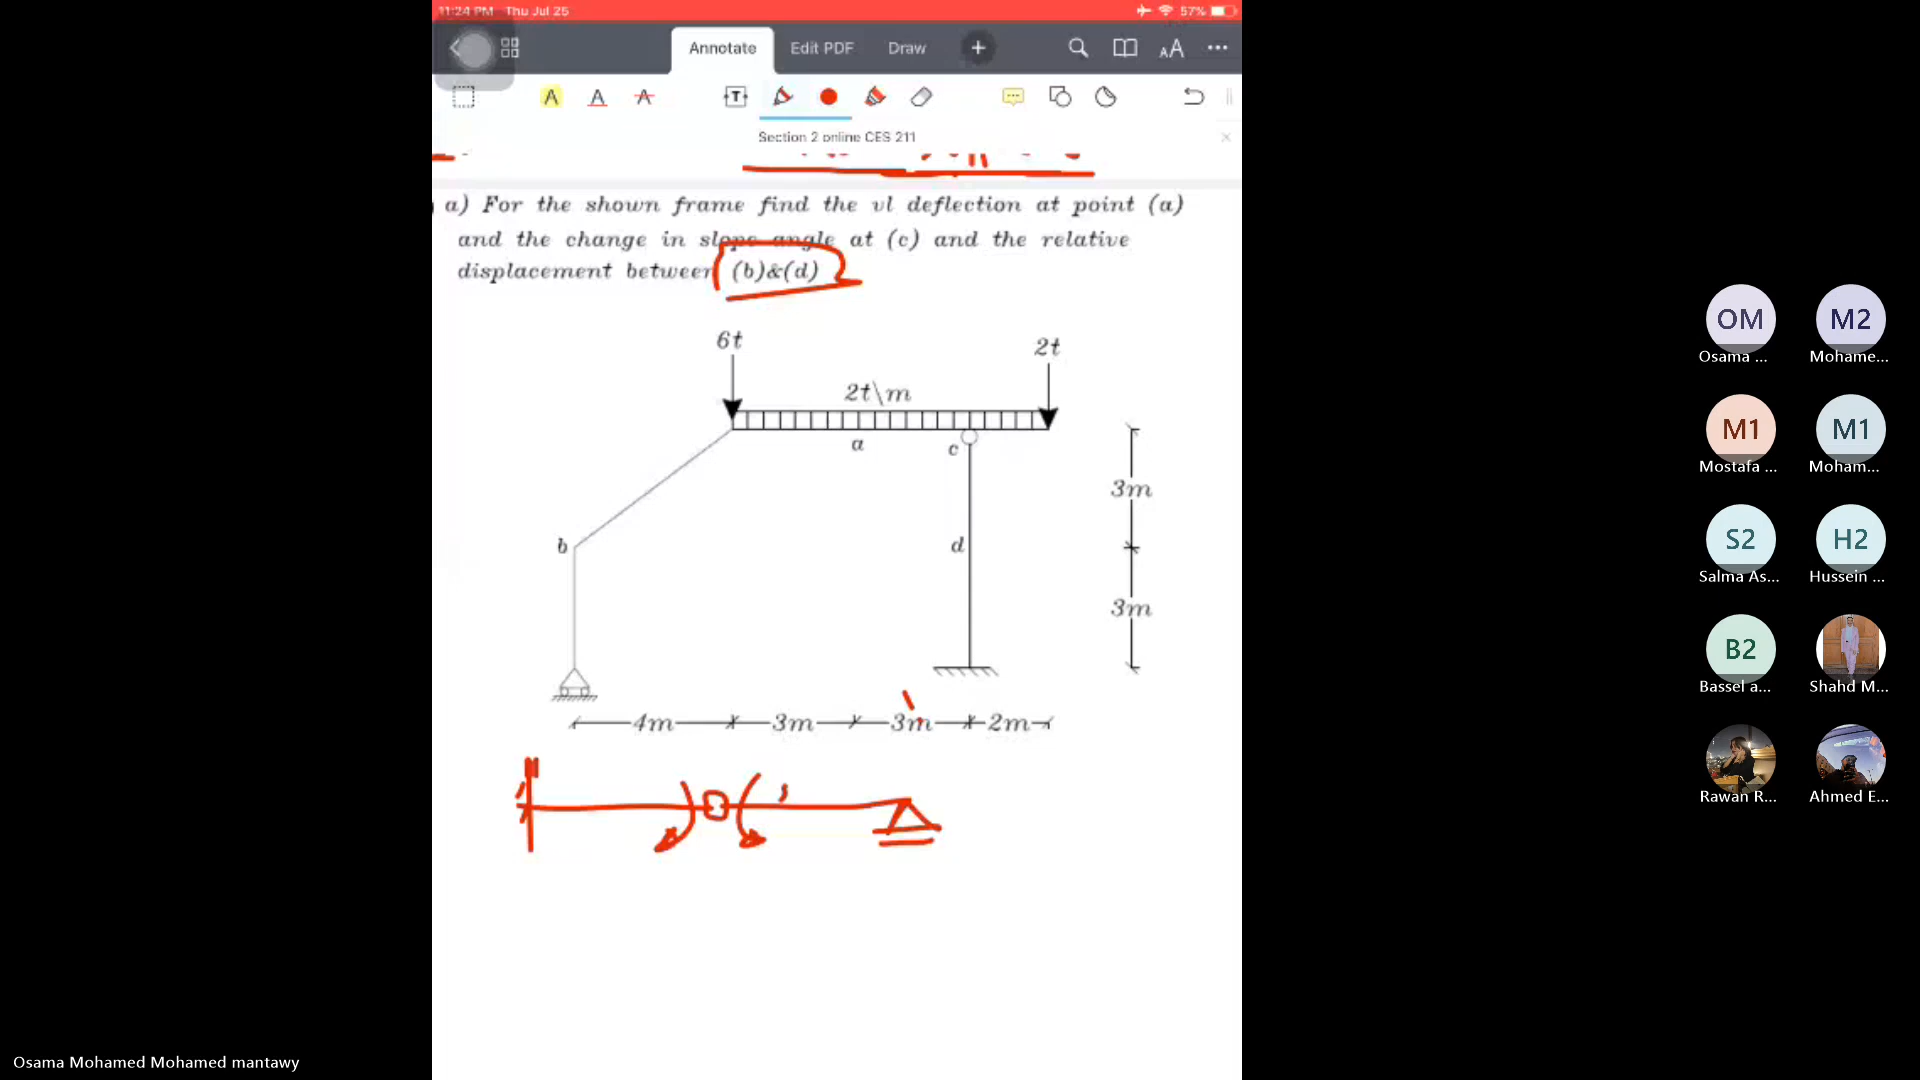 11:24 PM Thu Jul 25
57%
Annotate Edit PDF Draw
AA
A A A T
Section 2 online CES 211
a) For the shown frame find the vl deflection at point (a)
and the change in slope angle at (c) and the relative
displacement between (b)&(d)
6t 2t
2t\m
a c
3m
b d
3m
4m 3m 3m 2m
OM M2
Osama ... Mohame...
M1 M1
Mostafa ... Moham...
S2 H2
Salma As... Hussein ...
B2
Bassel a... Shahd M...
Rawan R... Ahmed E...
Osama Mohamed Mohamed mantawy